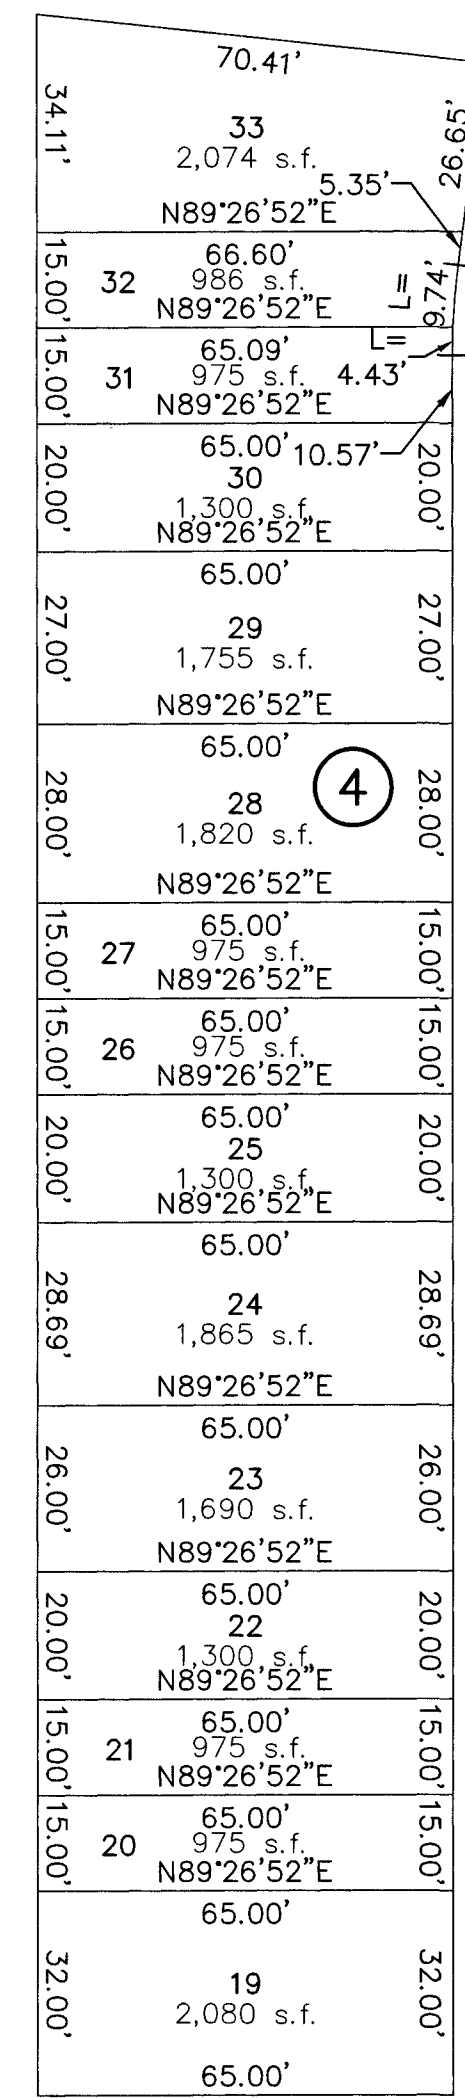 70.41'
34.11'
33
26.65'
2,074 s.f.
5.35'
N89°26'52"E
15.00'
32
66.60'
986 s.f.
L=
9.74'
N89°26'52"E
15.00'
31
65.09'
975 s.f.
L=
4.43'
N89°26'52"E
20.00'
65.00'
10.57'
20.00'
30
1,300 s.f.
N89°26'52"E
65.00'
27.00'
29
27.00'
1,755 s.f.
N89°26'52"E
65.00'
4
28.00'
28
28.00'
1,820 s.f.
N89°26'52"E
15.00'
27
65.00'
975 s.f.
15.00'
N89°26'52"E
15.00'
26
65.00'
975 s.f.
15.00'
N89°26'52"E
65.00'
20.00'
25
20.00'
1,300 s.f.
N89°26'52"E
65.00'
28.69'
24
28.69'
1,865 s.f.
N89°26'52"E
65.00'
26.00'
23
26.00'
1,690 s.f.
N89°26'52"E
65.00'
20.00'
22
20.00'
1,300 s.f.
N89°26'52"E
15.00'
21
65.00'
975 s.f.
15.00'
N89°26'52"E
15.00'
20
65.00'
975 s.f.
15.00'
N89°26'52"E
65.00'
32.00'
19
32.00'
2,080 s.f.
65.00'